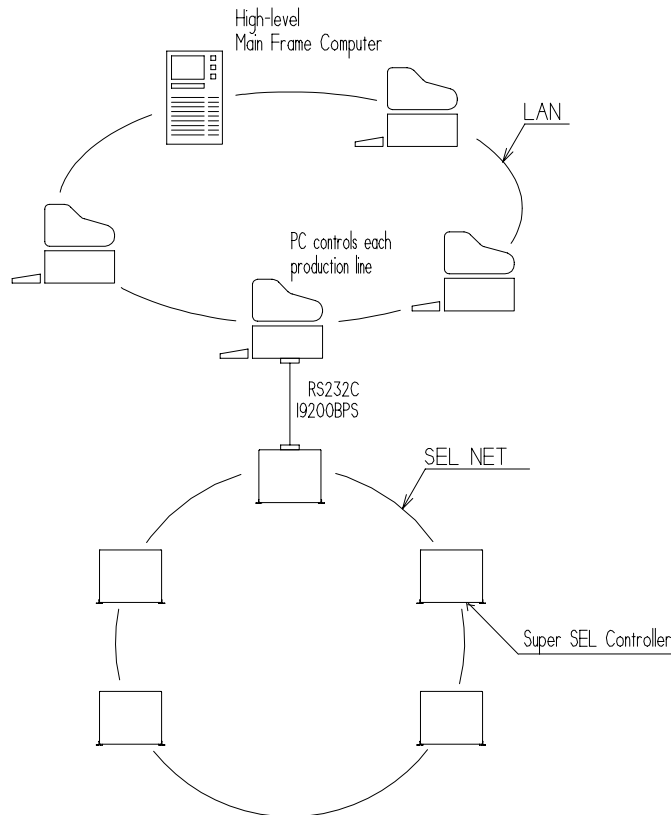 High-level
Main Frame Computer
LAN
PC controls each
production line
RS232C
19200BPS
SEL NET
Super SEL Controller